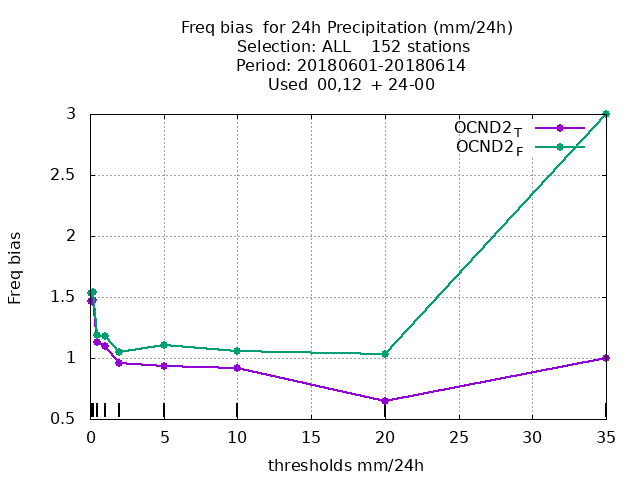 Freq bias  for 24h Precipitation (mm/24h)
Selection: ALL    152 stations
Period: 20180601-20180614
Used  00,12  + 24-00
OCND2T
OCND2F
3
2.5
2
1.5
1
0.5
Freq bias
0 5 10 15 20 25 30 35
thresholds mm/24h